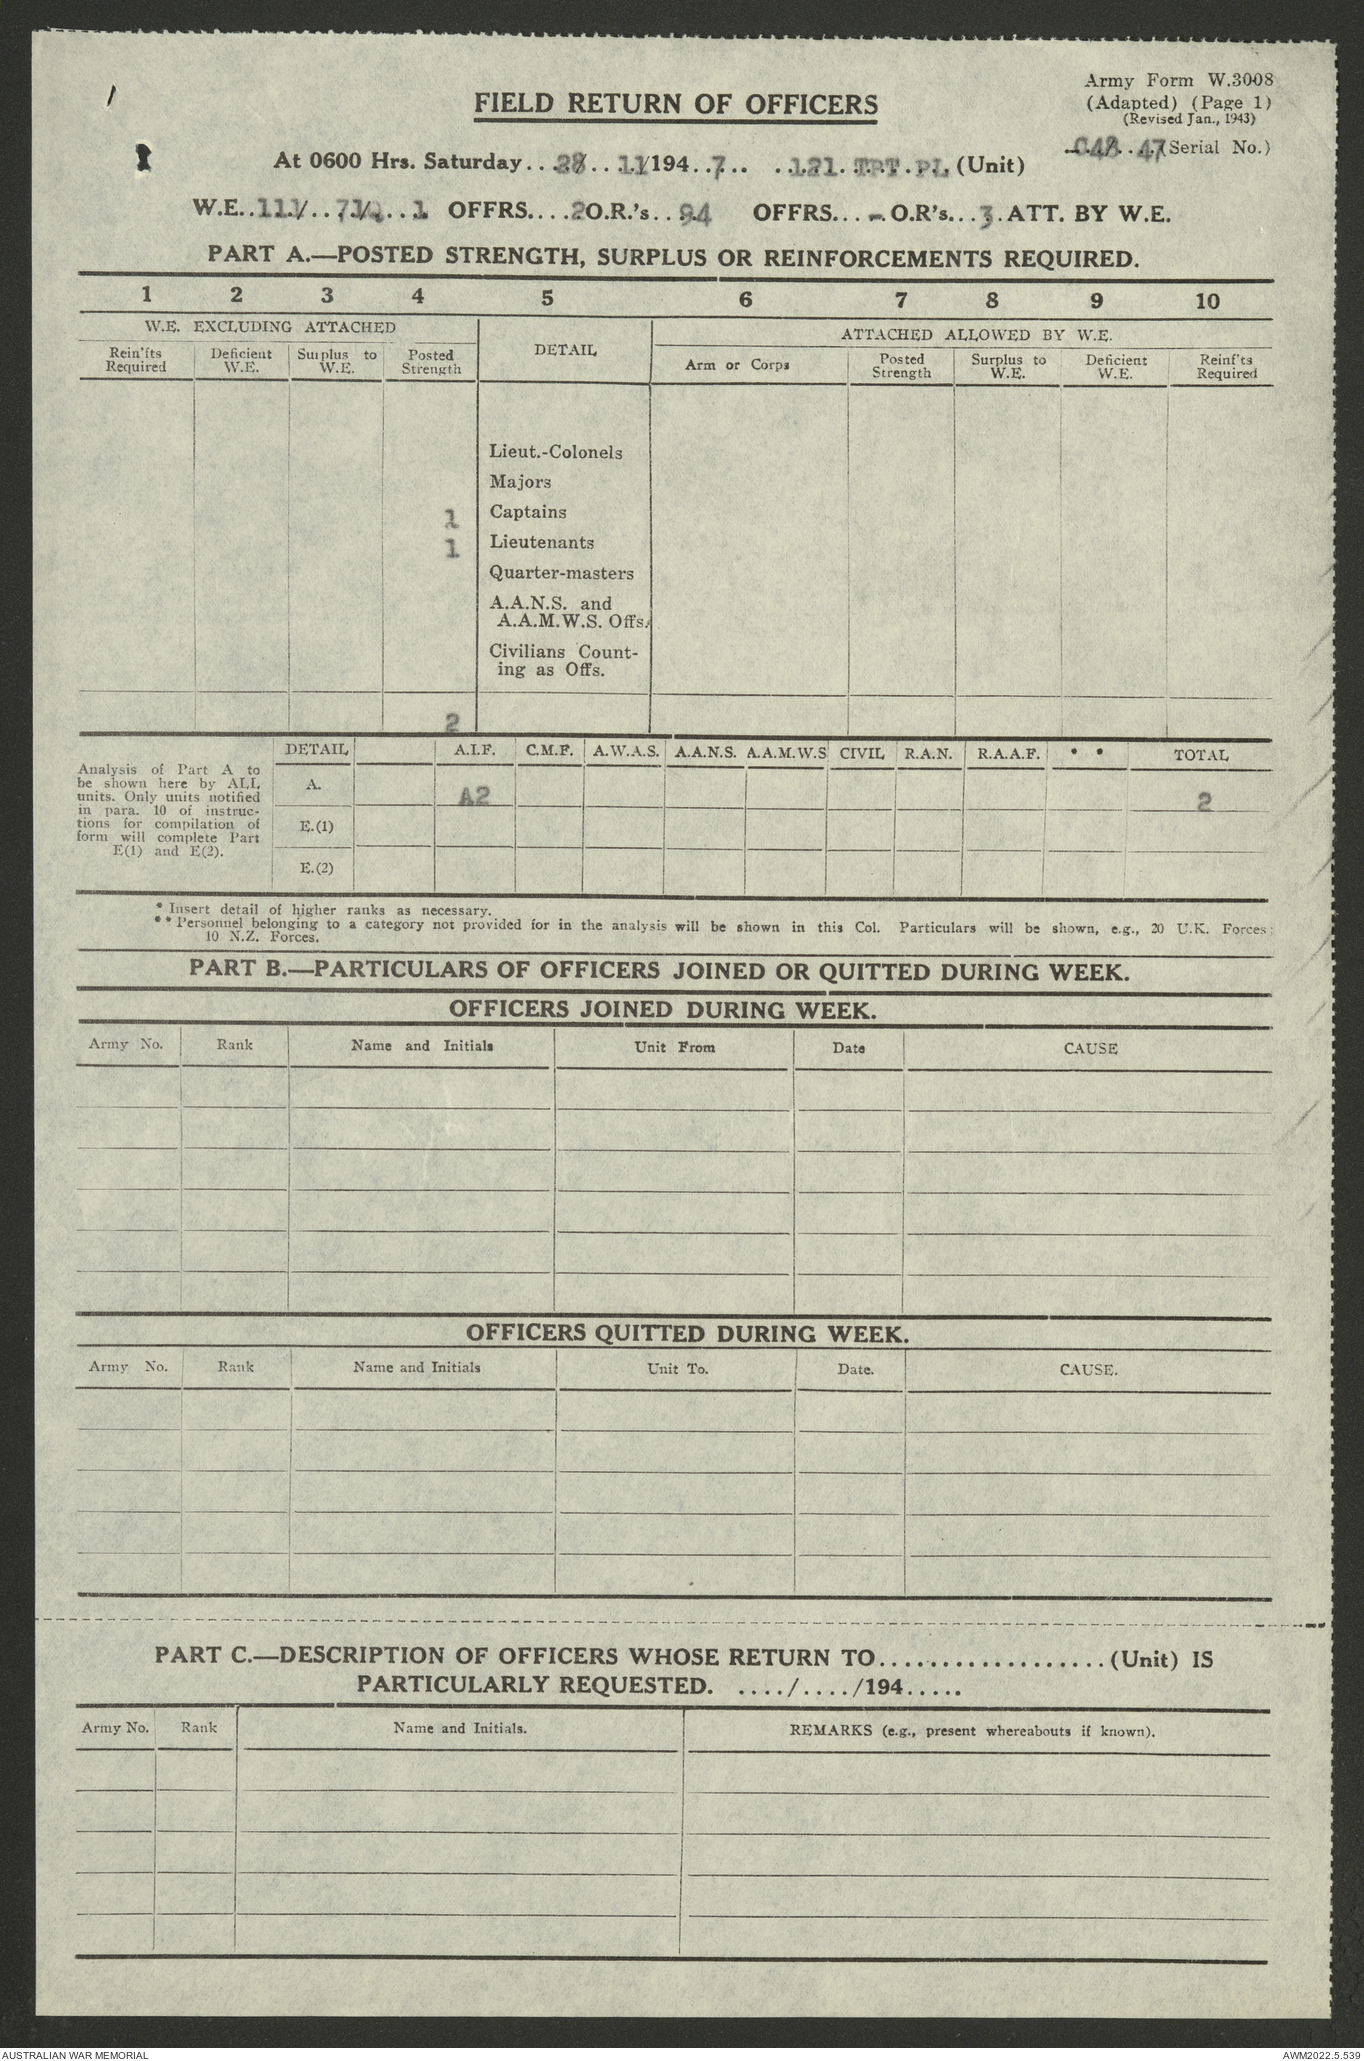 Army Form W.3008
(Adapted) (Page 1)
(Revised Jan., 1943)
FIELD RETURN OF OFFICERS
47 (Serial No.)
At 0600 Hrs. Saturday . . . 11/194 . 7 . . . . 121 . TPT . PL. (Unit)
W.E. . 111/ . . . . 1 OFFRS. . . . 2 O.R.'s . . 94 OFFRS. . . - O.R's. . . 3 . ATT. BY W.E.
PART A.—POSTED STRENGTH, SURPLUS OR REINFORCEMENTS REQUIRED.
1 2 3 4 5 6 7 8 9 10
W.E. EXCLUDING ATTACHED DETAIL ATTACHED ALLOWED BY W.E.
Rein'fts Required Deficient W.E. Surplus to W.E. Posted Strength Arm or Corps Posted Strength Surplus to W.E. Deficient W.E. Reinf'ts Required
Lieut.-Colonels
Majors
1 Captains
1 Lieutenants
Quarter-masters
A.A.N.S. and
A.A.M.W.S. Offs.
Civilians Count-
ing as Offs.
2
DETAIL A.I.F. C.M.F. A.W.A.S. A.A.N.S. A.A.M.W.S CIVIL R.A.N. R.A.A.F. * * TOTAL
Analysis of Part A to
be shown here by ALL
units. Only units notified
in para. 10 of instruc-
tions for compilation of
form will complete Part
E(1) and E(2).
A. A2 2
E.(1)
E.(2)
* Insert detail of higher ranks as necessary.
** Personnel belonging to a category not provided for in the analysis will be shown in this Col. Particulars will be shown, e.g., 20 U.K. Forces:
10 N.Z. Forces.
PART B.—PARTICULARS OF OFFICERS JOINED OR QUITTED DURING WEEK.
OFFICERS JOINED DURING WEEK.
Army No. Rank Name and Initials Unit From Date CAUSE
OFFICERS QUITTED DURING WEEK.
Army No. Rank Name and Initials Unit To. Date. CAUSE.
PART C.—DESCRIPTION OF OFFICERS WHOSE RETURN TO..................(Unit) IS
PARTICULARLY REQUESTED. ..../..../194.....
Army No. Rank Name and Initials. REMARKS (e.g., present whereabouts if known).
AUSTRALIAN WAR MEMORIAL
AWM2022.5.539